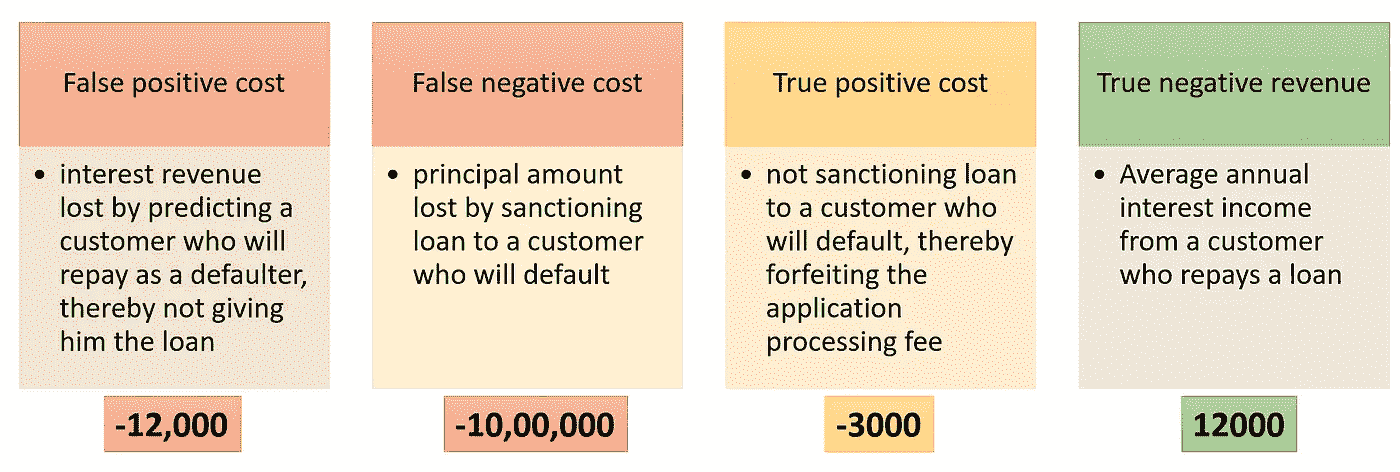 False positive cost
• interest revenue
lost by predicting a
customer who will
repay as a defaulter,
thereby not giving
him the loan
-12,000
False negative cost
• principal amount
lost by sanctioning
loan to a customer
who will default
-10,00,000
True positive cost
• not sanctioning loan
to a customer who
will default, thereby
forfeiting the
application
processing fee
-3000
True negative revenue
• Average annual
interest income
from a customer
who repays a loan
12000